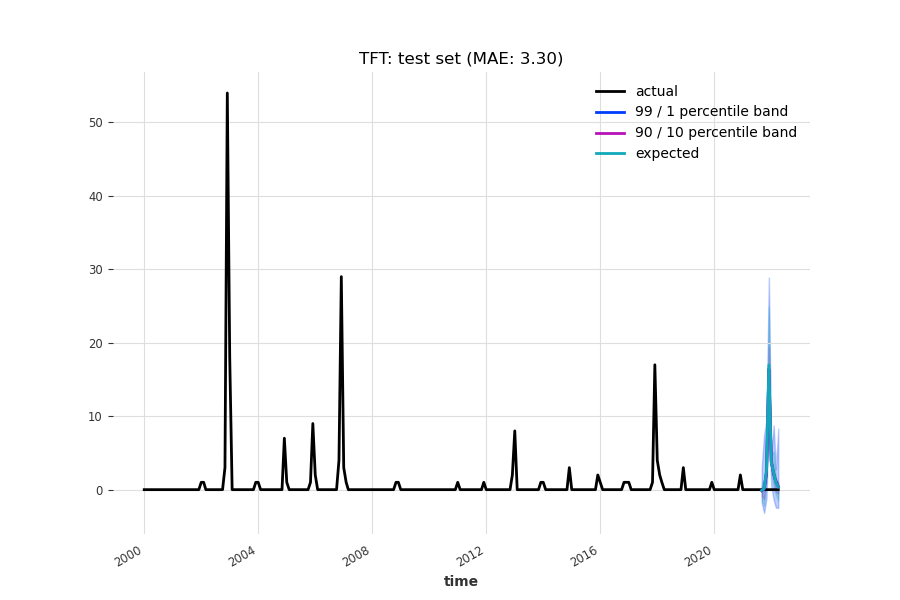 TFT: test set (MAE: 3.30)
actual
99 / 1 percentile band
90 / 10 percentile band
expected
50
40
30
20
10
0
2000
2004
2008
2012
2016
2020
time